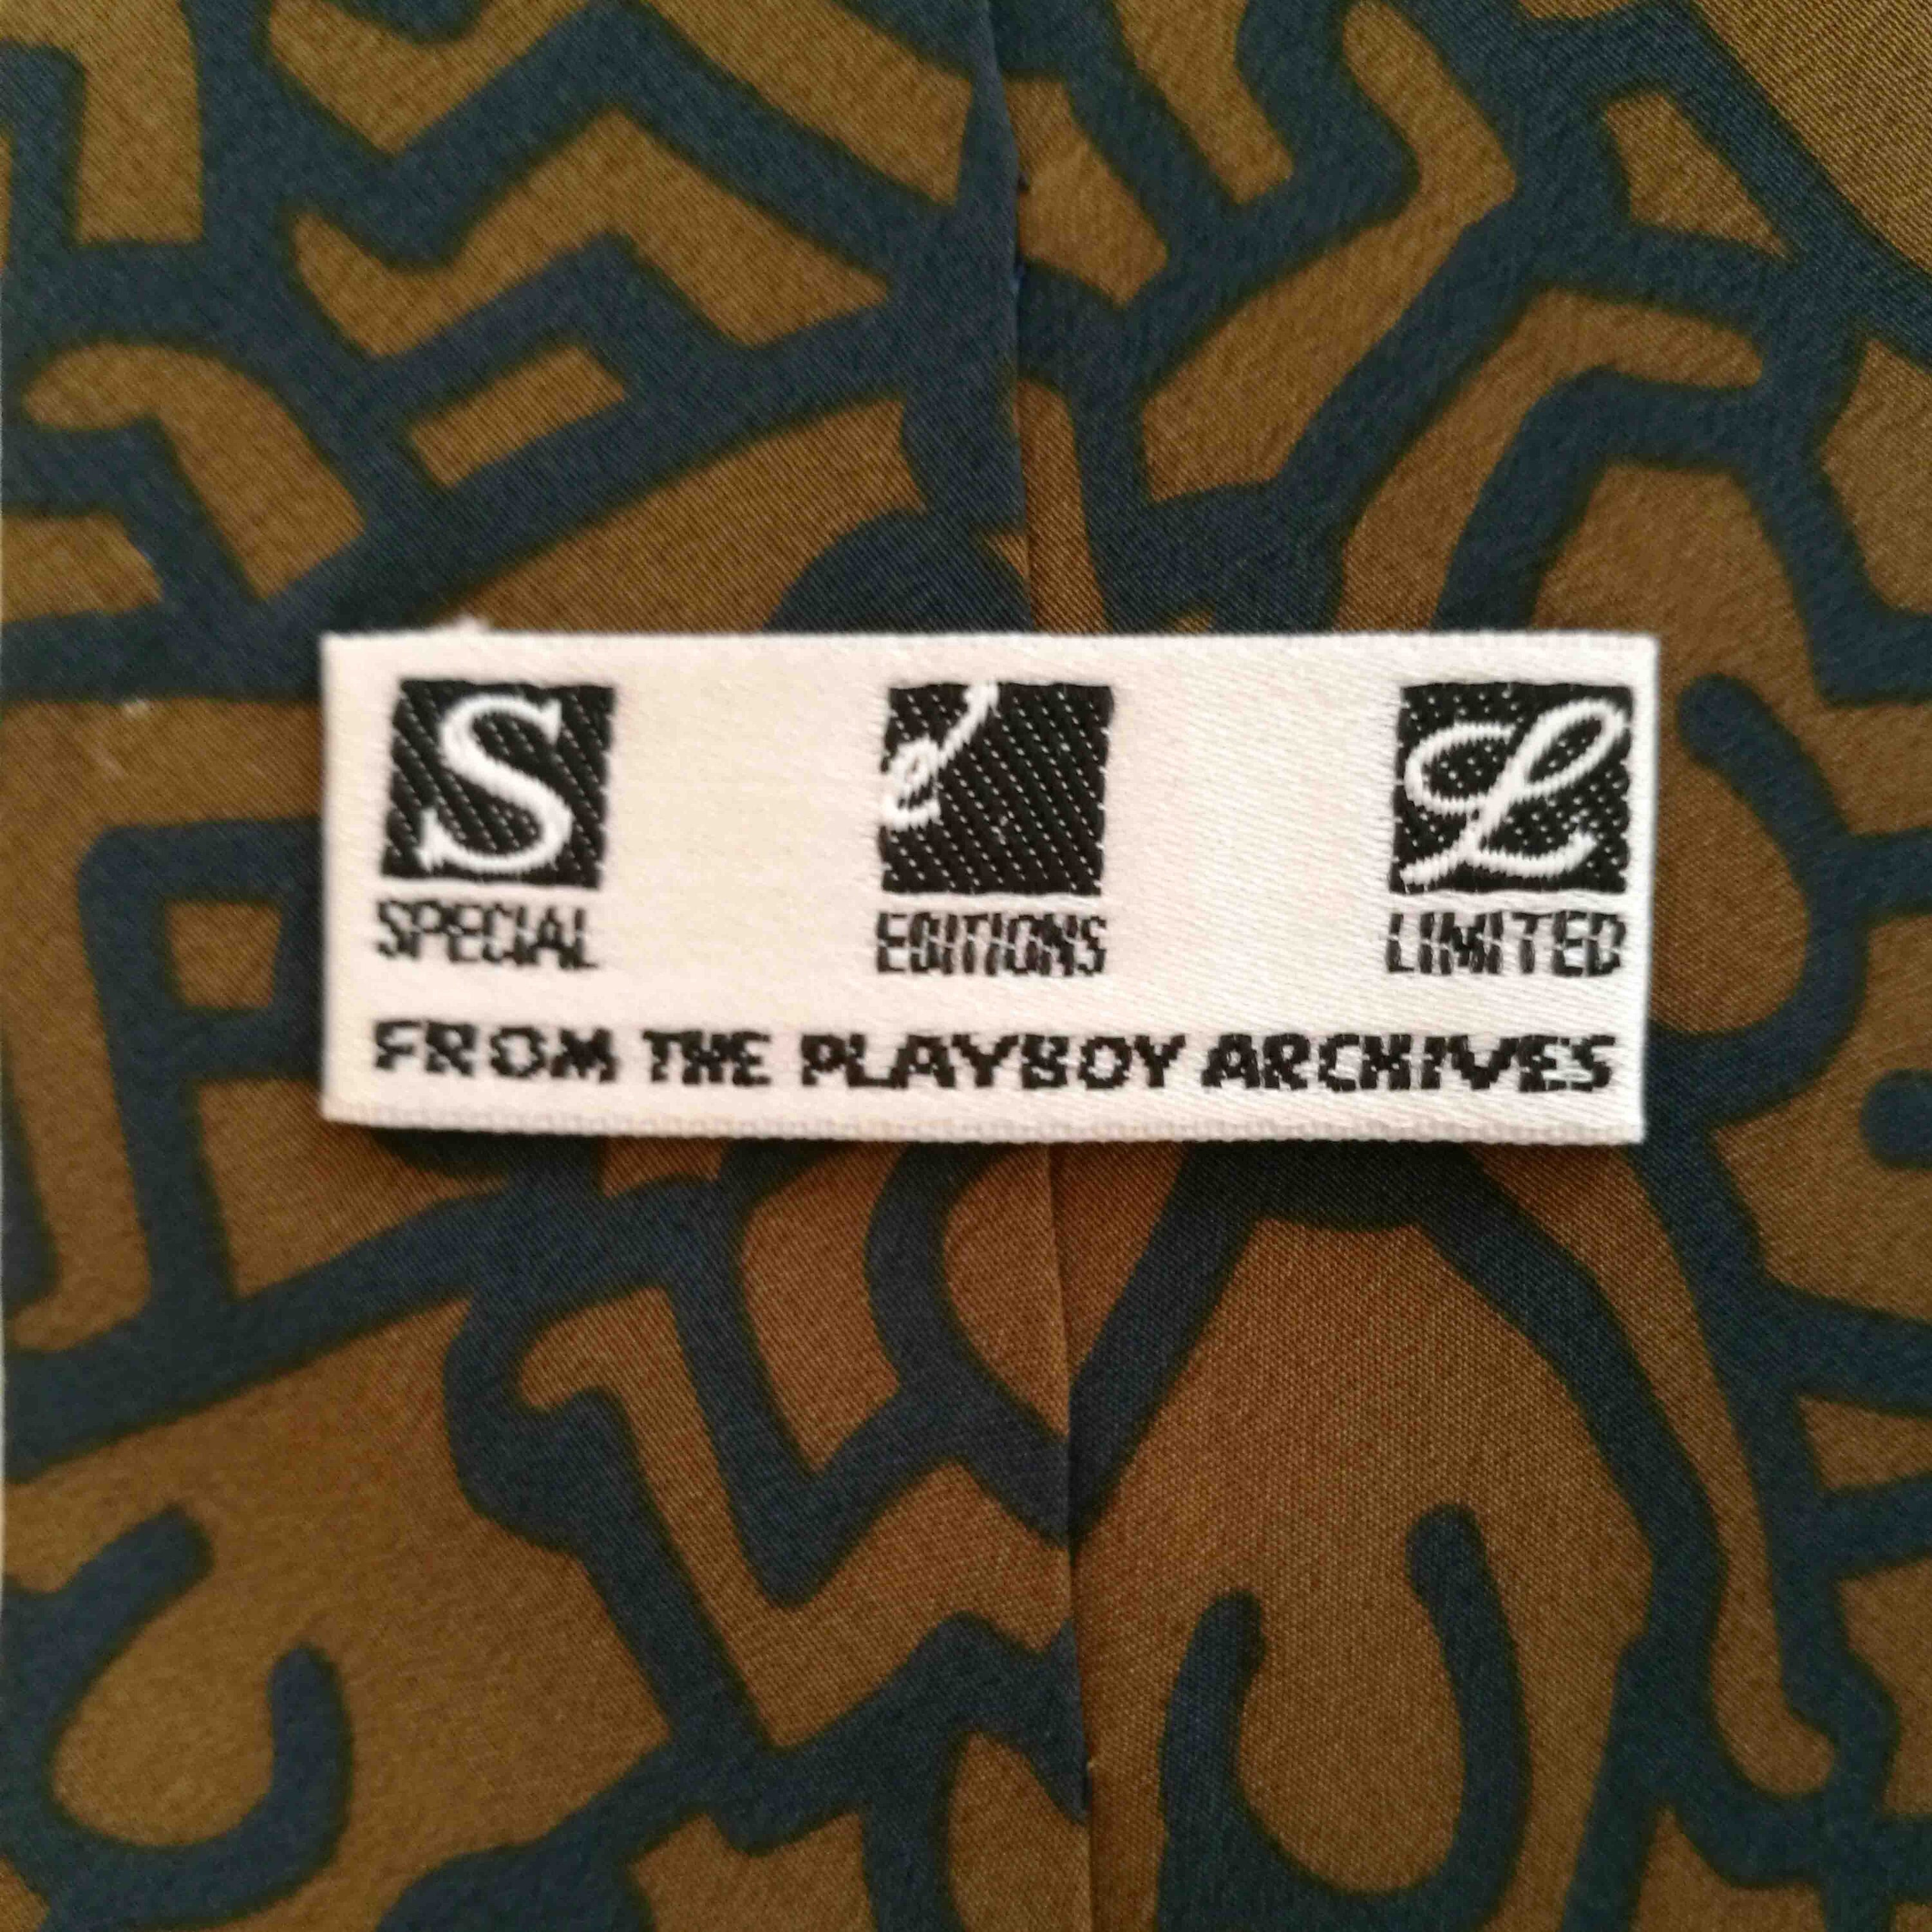 S e L
SPECIAL EDITIONS LIMITED
FROM THE PLAYBOY ARCHIVES